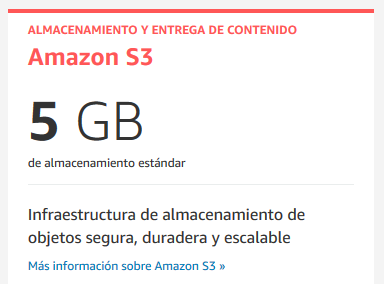 ALMACENAMIENTO Y ENTREGA DE CONTENIDO
Amazon S3
5 GB
de almacenamiento estándar
Infraestructura de almacenamiento de
objetos segura, duradera y escalable
Más información sobre Amazon S3 »